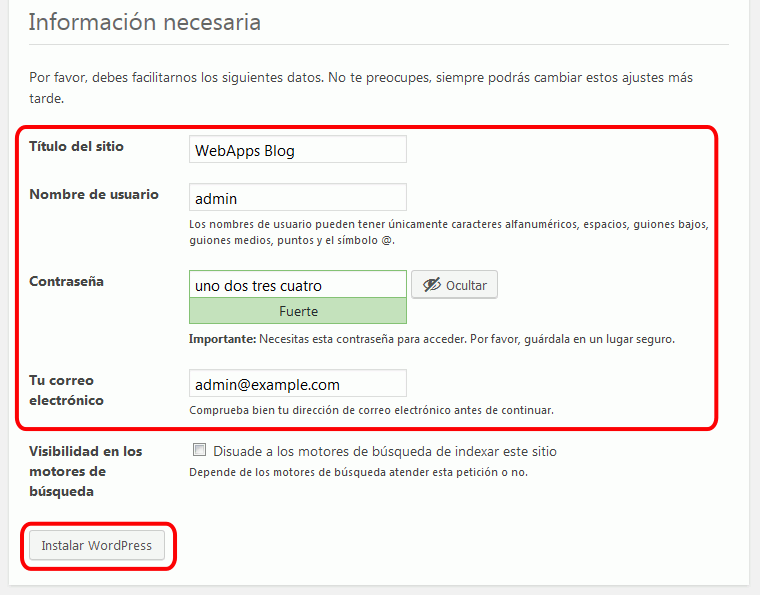 Información necesaria
Por favor, debes facilitarnos los siguientes datos. No te preocupes, siempre podrás cambiar estos ajustes más
tarde.
Título del sitio
WebApps Blog
Nombre de usuario
admin
Los nombres de usuario pueden tener únicamente caracteres alfanuméricos, espacios, guiones bajos,
guiones medios, puntos y el símbolo @.
Contraseña
uno dos tres cuatro
Ocultar
Fuerte
Importante: Necesitas esta contraseña para acceder. Por favor, guárdala en un lugar seguro.
Tu correo
electrónico
admin@example.com
Comprueba bien tu dirección de correo electrónico antes de continuar.
Visibilidad en los
motores de
búsqueda
Disuade a los motores de búsqueda de indexar este sitio
Depende de los motores de búsqueda atender esta petición o no.
Instalar WordPress